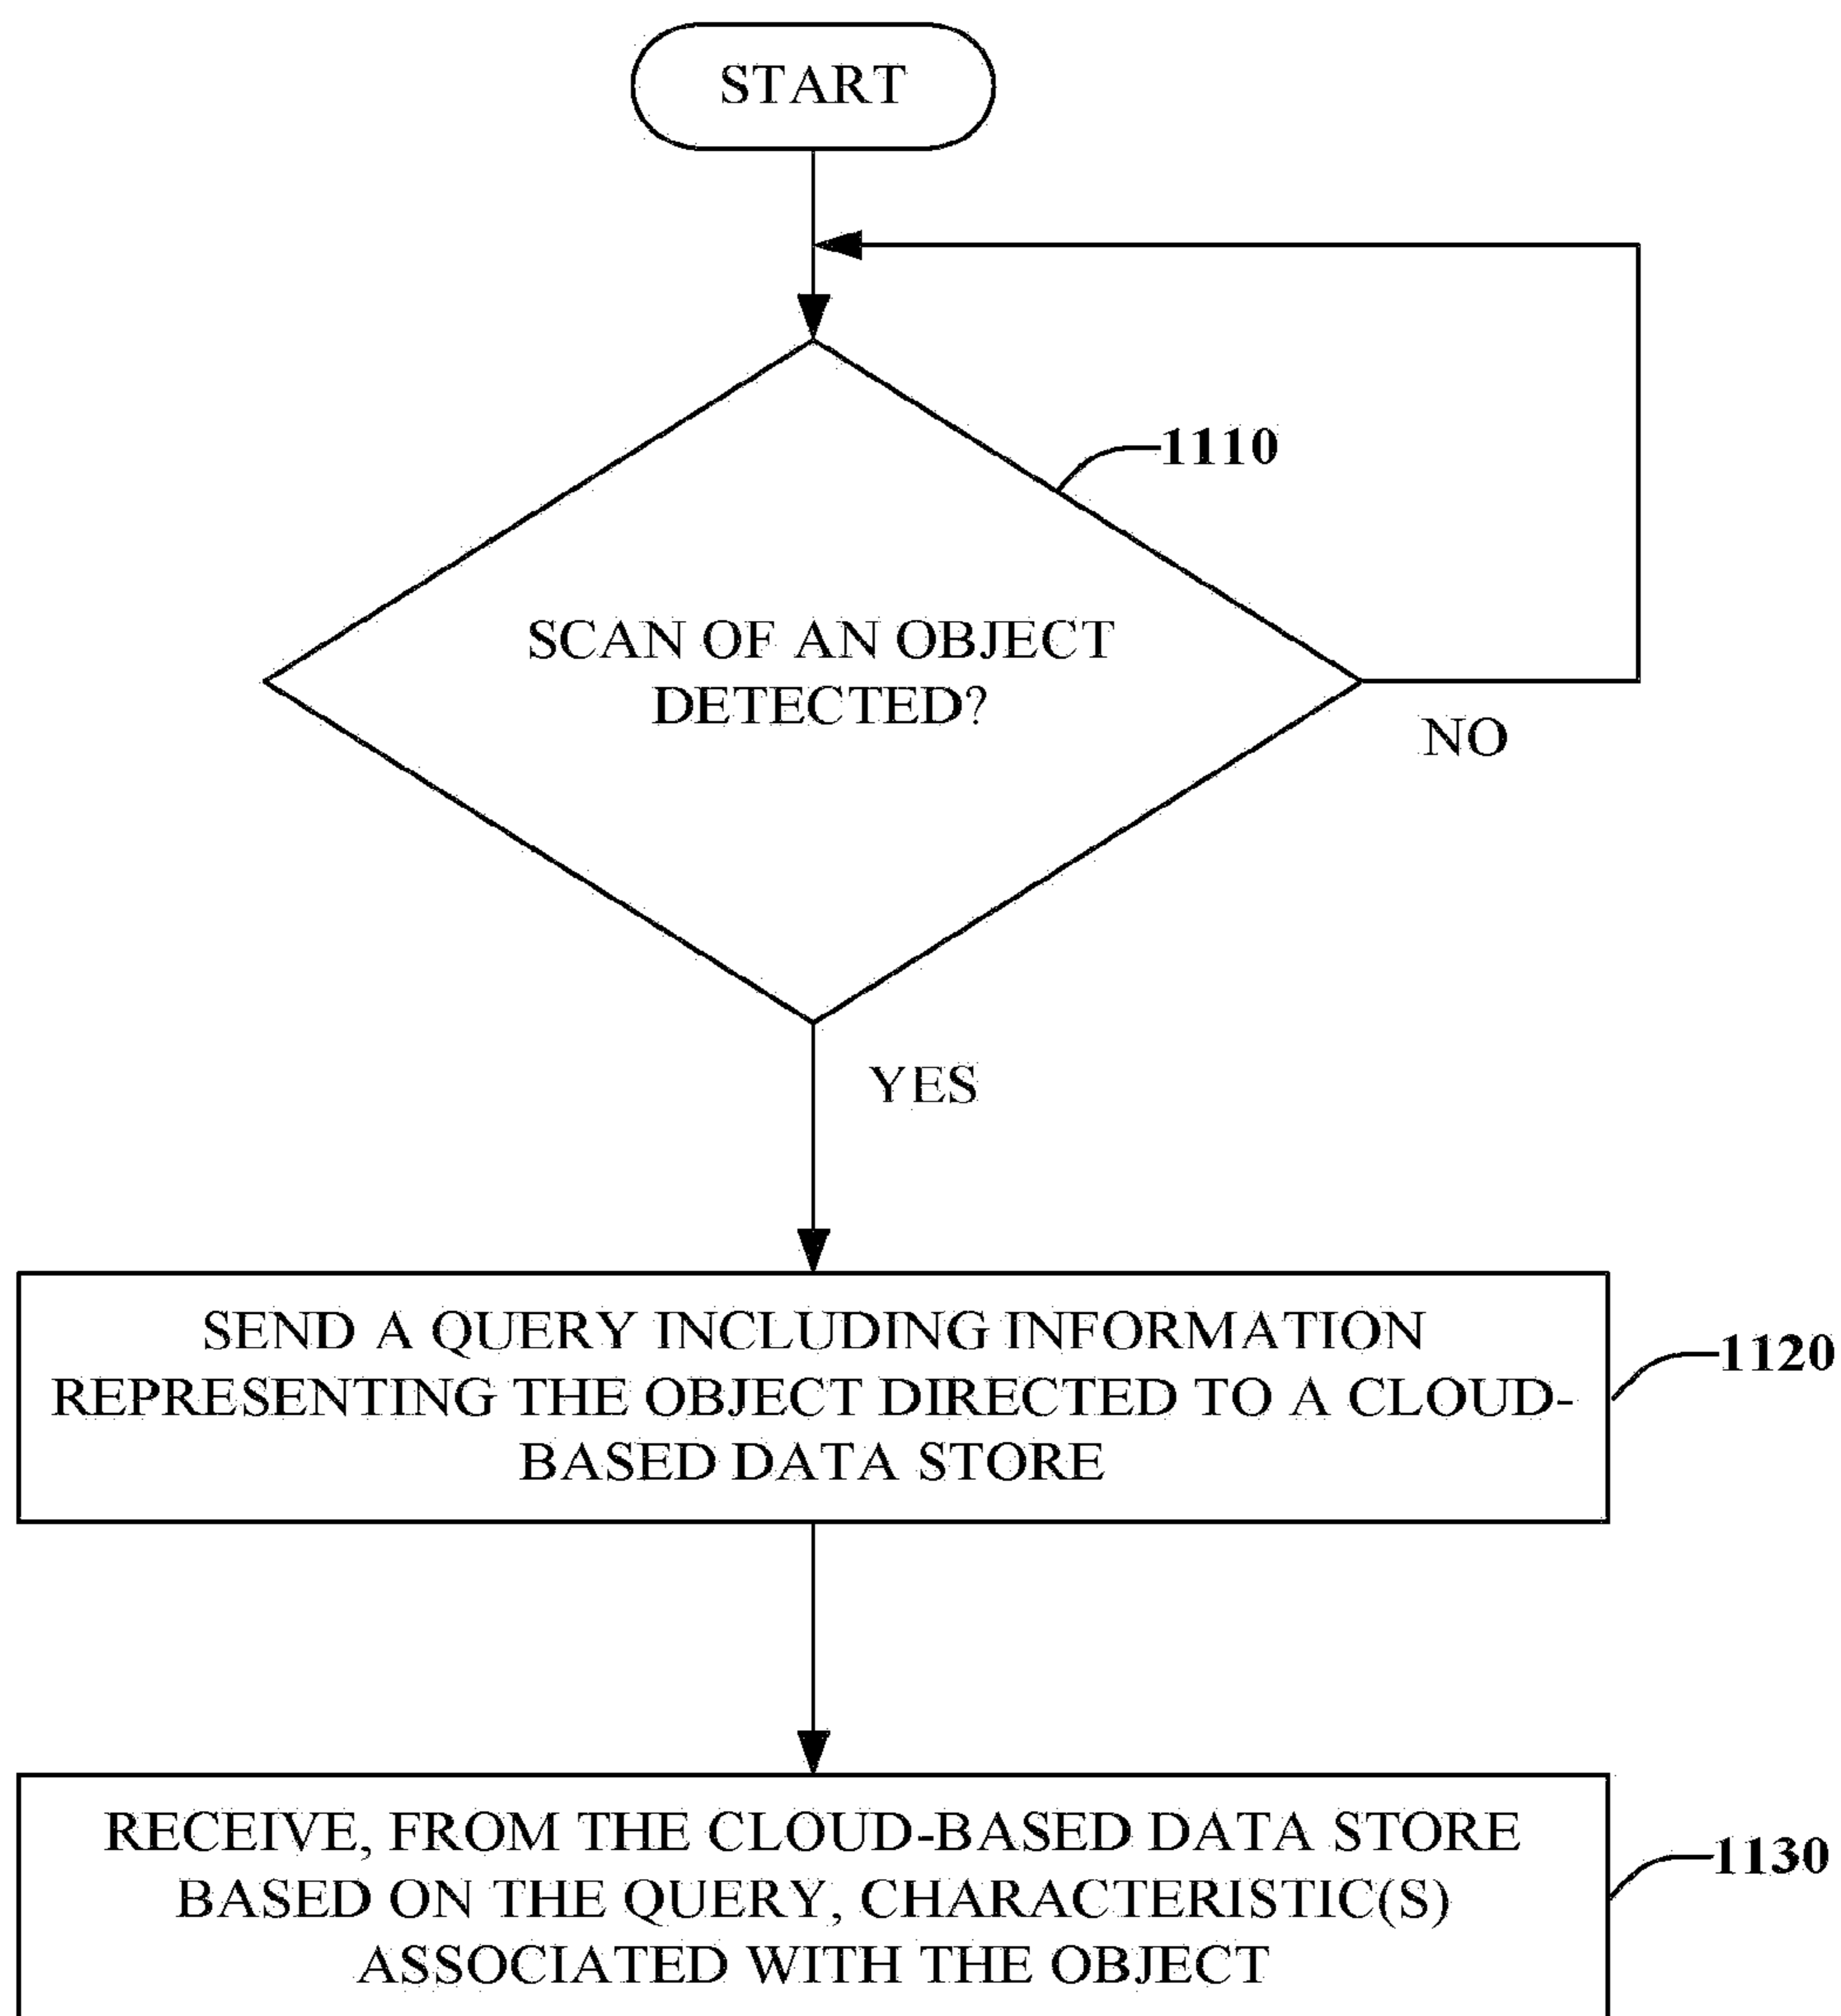 START
1110
SCAN OF AN OBJECT
DETECTED?
NO
YES
SEND A QUERY INCLUDING INFORMATION
REPRESENTING THE OBJECT DIRECTED TO A CLOUD-
BASED DATA STORE
1120
RECEIVE, FROM THE CLOUD-BASED DATA STORE
BASED ON THE QUERY, CHARACTERISTIC(S)
ASSOCIATED WITH THE OBJECT
1130